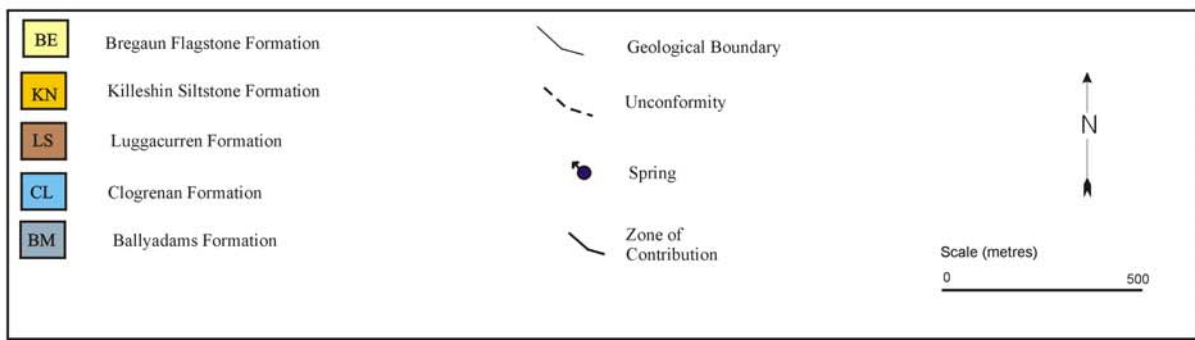 BE Bregaun Flagstone Formation
KN Killeshin Siltstone Formation
LS Luggacurren Formation
CL Clogrenan Formation
BM Ballyadams Formation
Geological Boundary
Unconformity
Spring
Zone of
Contribution
N
Scale (metres)
0 500